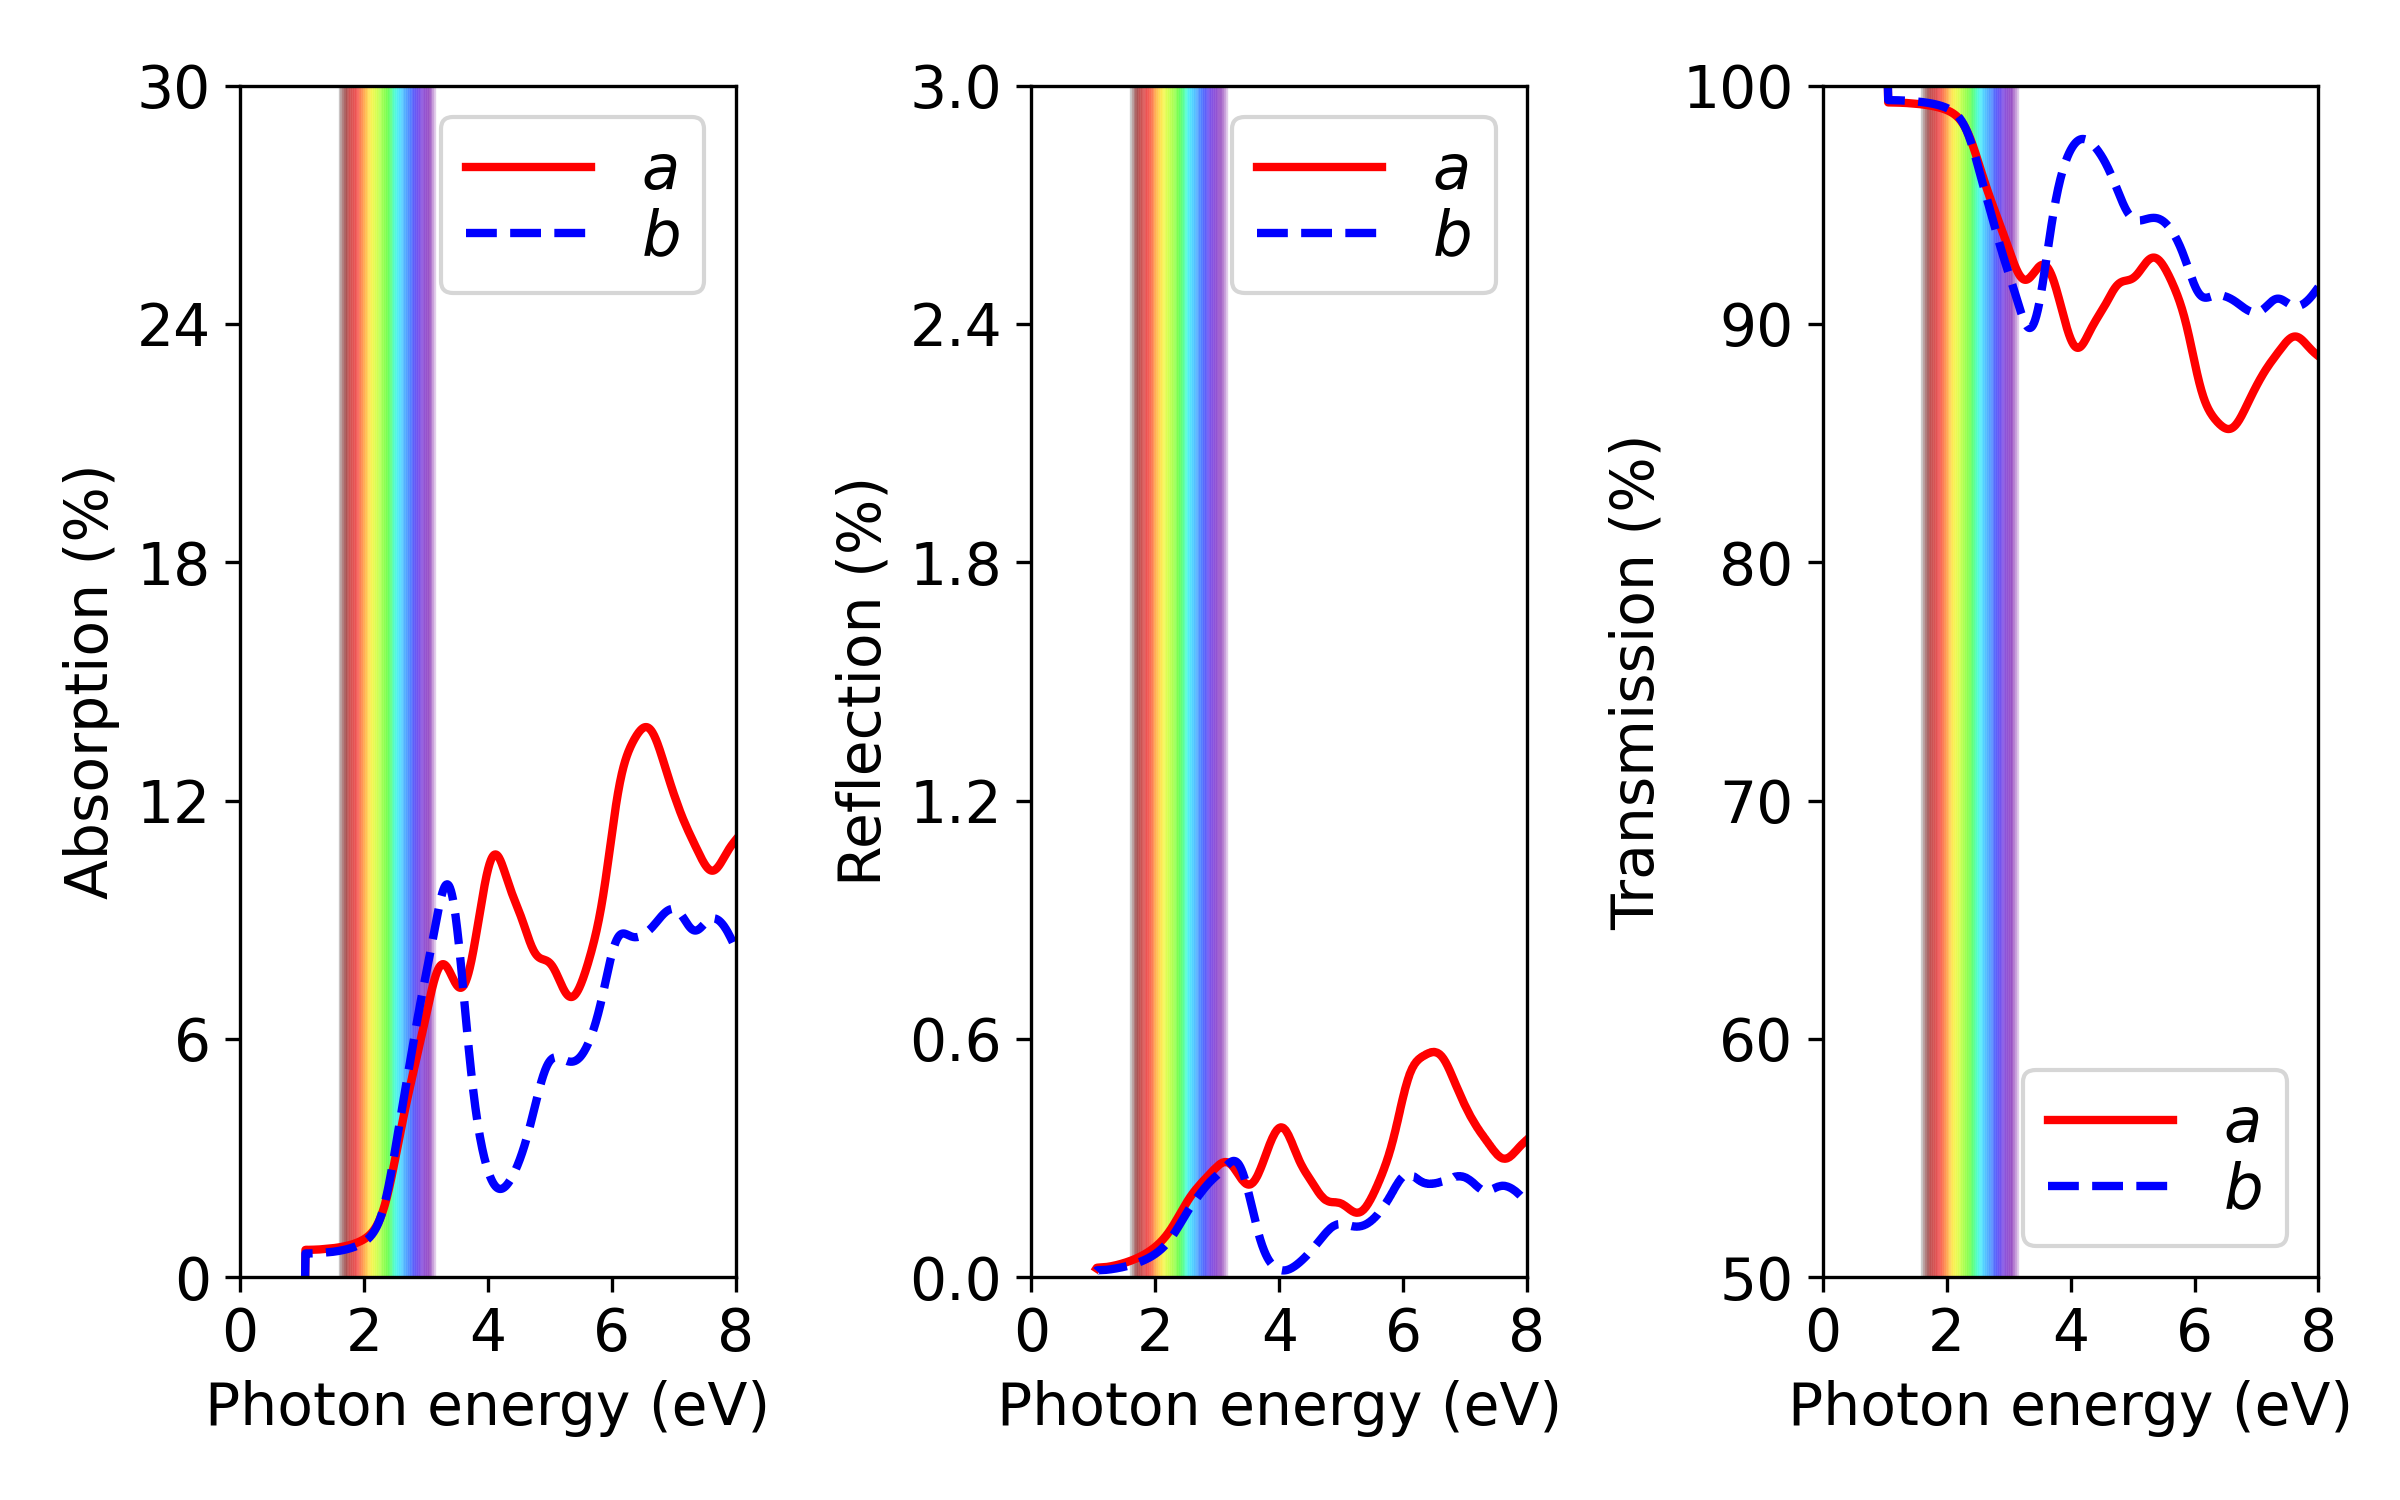 Absorption (%)
30
24
18
12
6
0
0 2 4 6 8
Photon energy (eV)
a
b
Reflection (%)
3.0
2.4
1.8
1.2
0.6
0.0
0 2 4 6 8
Photon energy (eV)
a
b
Transmission (%)
100
90
80
70
60
50
0 2 4 6 8
Photon energy (eV)
a
b